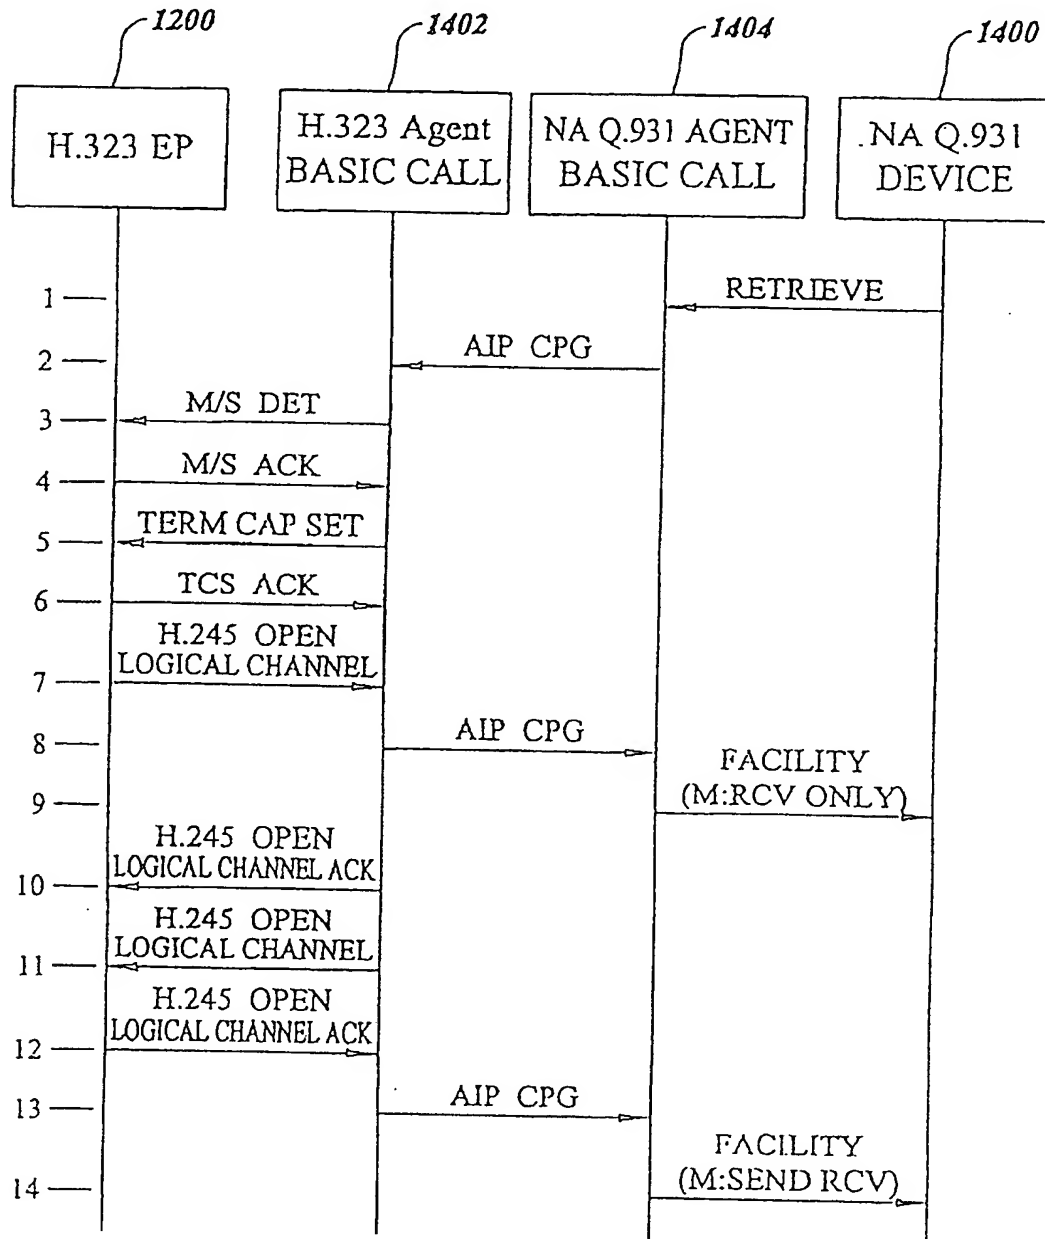 1200
1402
1404
1400
H.323 EP
H.323 Agent
BASIC CALL
NA Q.931 AGENT
BASIC CALL
NA Q.931
DEVICE
1
RETRIEVE
2
AIP CPG
3
M/S DET
4
M/S ACK
5
TERM CAP SET
6
TCS ACK
H.245 OPEN
LOGICAL CHANNEL
7
8
AIP CPG
FACILITY
(M:RCV ONLY)
9
H.245 OPEN
LOGICAL CHANNEL ACK
10
H.245 OPEN
LOGICAL CHANNEL
11
H.245 OPEN
LOGICAL CHANNEL ACK
12
13
AIP CPG
FACILITY
(M:SEND RCV)
14